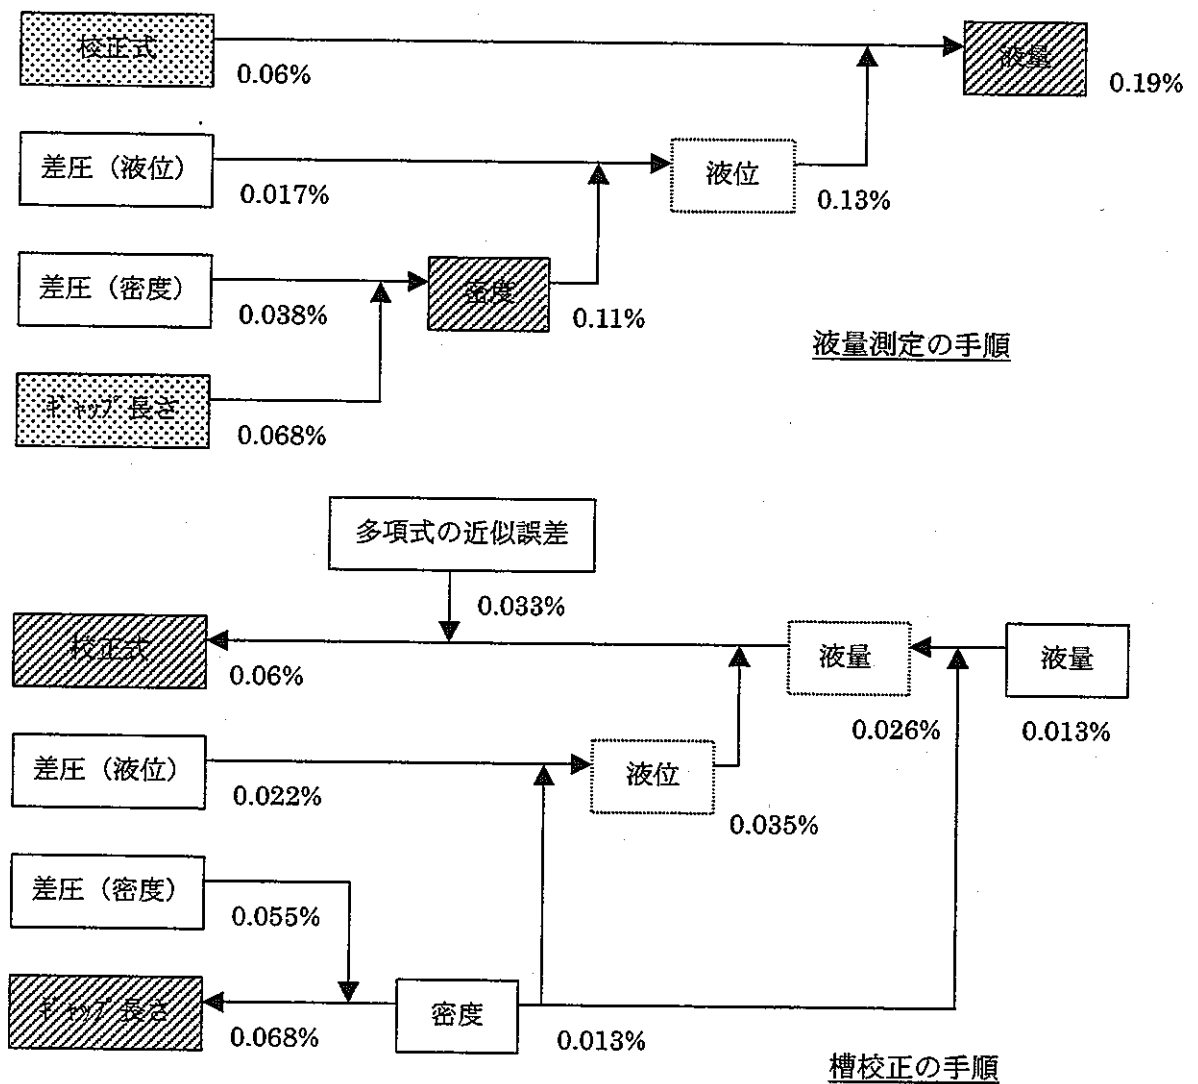 校正式
0.06%
液量
0.19%
差圧（液位）
0.017%
液位
0.13%
差圧（密度）
0.038%
密度
0.11%
液量測定の手順
ｷﾞｬｯﾌﾟ長さ
0.068%
多項式の近似誤差
0.033%
校正式
0.06%
液量
0.026%
液量
0.013%
差圧（液位）
0.022%
液位
0.035%
差圧（密度）
0.055%
ｷﾞｬｯﾌﾟ長さ
0.068%
密度
0.013%
槽校正の手順